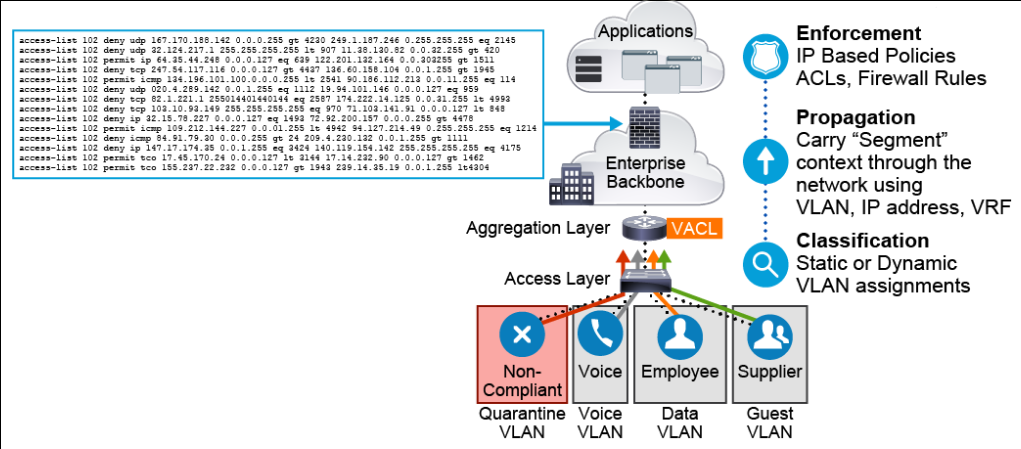 access-list 102 deny udp 167.170.188.142 0.0.0.255 gt 4230 249.1.187.246 0.255.255.255 eq 2145
access-list 102 deny udp 32.124.217.1 255.255.255.255 lt 907 11.38.130.82 0.0.32.255 gt 420
access-list 102 permit ip 64.35.44.248 0.0.0.127 eq 639 122.201.132.164 0.0.303255 gt 1511
access-list 102 deny tcp 247.54.117.116 0.0.0.127 gt 4437 136.60.158.104 0.0.1.255 gt 1945
access-list 102 permit icmp 134.196.101.100 0.0.0.255 lt 2541 90.186.112.213 0.0.11.255 eq 114
access-list 102 deny udp 020.4.289.142 0.0.1.255 eq 1112 19.94.101.146 0.0.0.127 eq 959
access-list 102 deny tcp 82.1.221.1 255014401440144 eq 2587 174.222.14.125 0.0.31.255 lt 4993
access-list 102 deny tcp 103.10.93.149 255.255.255.255 eq 970 71.103.141.91 0.0.0.127 lt 848
access-list 102 deny ip 32.15.78.227 0.0.0.127 eq 1493 72.92.200.157 0.0.0.255 gt 4478
access-list 102 permit icmp 109.212.144.227 0.0.01.255 lt 4942 94.127.214.49 0.255.255.255 eq 1214
access-list 102 deny icmp 84.91.79.30 0.0.0.255 gt 24 209.4.230.132 0.0.1.255 gt 1111
access-list 102 deny ip 147.17.174.35 0.0.1.255 eq 3424 140.119.154.142 255.255.255.255 eq 4175
access-list 102 permit tco 17.45.170.24 0.0.0.127 lt 3144 17.14.232.90 0.0.0.127 gt 1462
access-list 102 permit tco 155.237.22.232 0.0.0.127 gt 1943 239.14.35.19 0.0.1.255 lt4304
Applications
Enterprise
Backbone
Aggregation Layer
VACL
Access Layer
Non-
Compliant
Voice
Employee
Supplier
Quarantine
VLAN
Voice
VLAN
Data
VLAN
Guest
VLAN
Enforcement
IP Based Policies
ACLs, Firewall Rules
Propagation
Carry “Segment”
context through the
network using
VLAN, IP address, VRF
Classification
Static or Dynamic
VLAN assignments